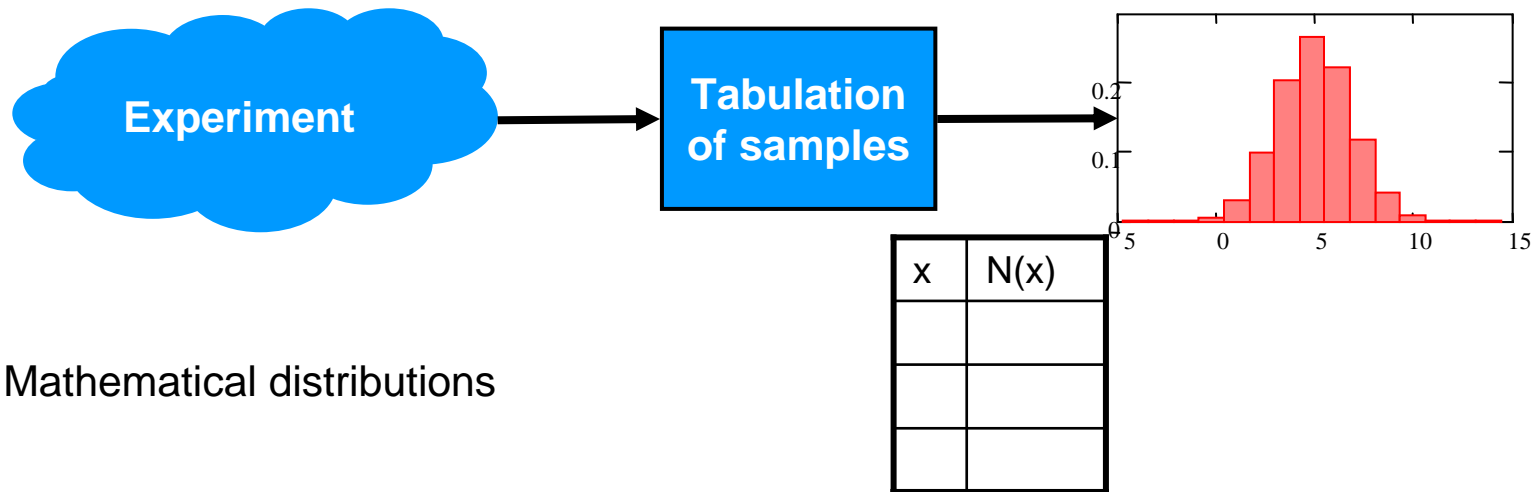 Experiment
Tabulation
of samples
0.2
0.1
0
-5 0 5 10 15
x N(x)
Mathematical distributions